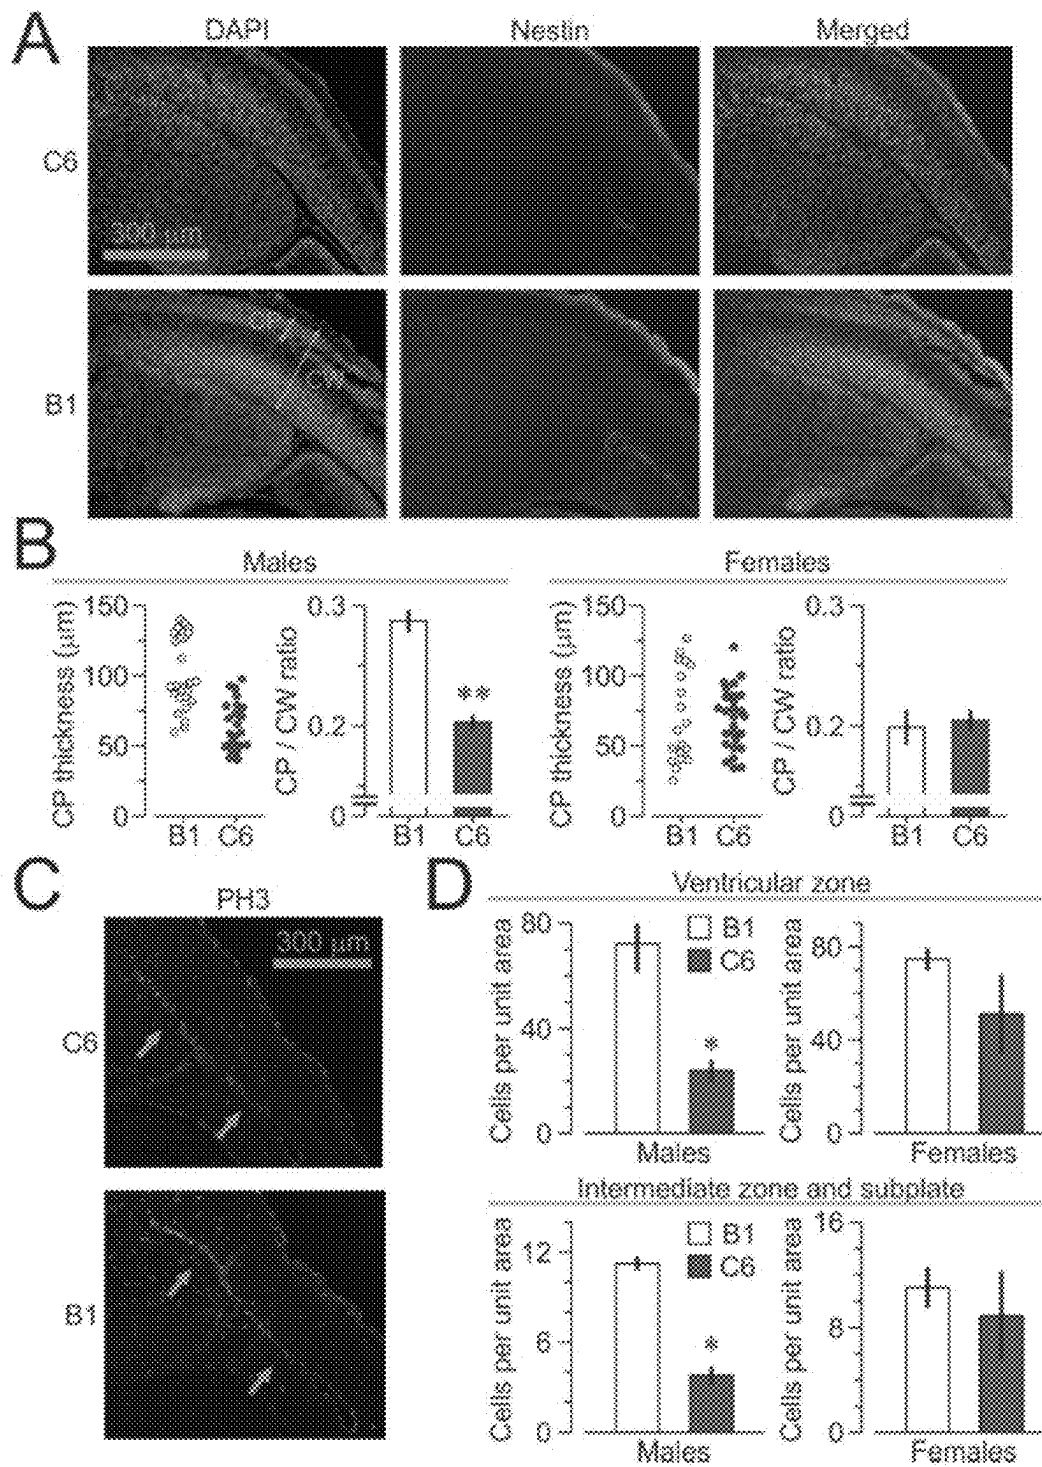 A
DAPI
Nestin
Merged
C6
300 μm
B1
CP
CW
B
Males
Females
CP thickness (μm)
150
100
50
0
B1 C6
CP / CW ratio
0.3
0.2
0
**
B1 C6
CP thickness (μm)
150
100
50
0
B1 C6
CP / CW ratio
0.3
0.2
0
B1 C6
C
PH3
300 μm
C6
B1
D
Ventricular zone
Cells per unit area
80
40
0
B1
C6
*
Males
Cells per unit area
80
40
0
Females
Intermediate zone and subplate
Cells per unit area
12
6
0
B1
C6
*
Males
Cells per unit area
16
8
0
Females